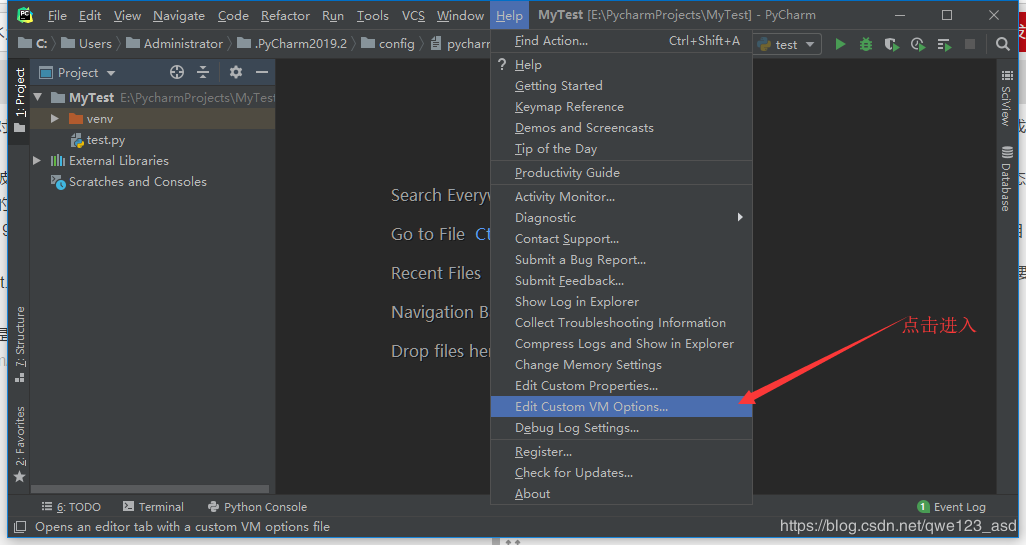 File Edit View Navigate Code Refactor Run Tools VCS Window Help MyTest [E:\PycharmProjects\MyTest] - PyCharm
C: Users Administrator .PyCharm2019.2 config pycharm test
Project
MyTest E:\PycharmProjects\MyTest
venv
test.py
External Libraries
Scratches and Consoles
1: Project
7: Structure
2: Favorites
Search Everyw
Go to File Ct
Recent Files
Navigation B
Drop files her
Find Action... Ctrl+Shift+A
? Help
Getting Started
Keymap Reference
Demos and Screencasts
Tip of the Day
Productivity Guide
Activity Monitor...
Diagnostic
Contact Support...
Submit a Bug Report...
Submit Feedback...
Show Log in Explorer
Collect Troubleshooting Information
Compress Logs and Show in Explorer
Change Memory Settings
Edit Custom Properties...
Edit Custom VM Options...
Debug Log Settings...
Register...
Check for Updates...
About
点击进入
SciView
Database
6: TODO Terminal Python Console 1 Event Log
Opens an editor tab with a custom VM options file
https://blog.csdn.net/qwe123_asd